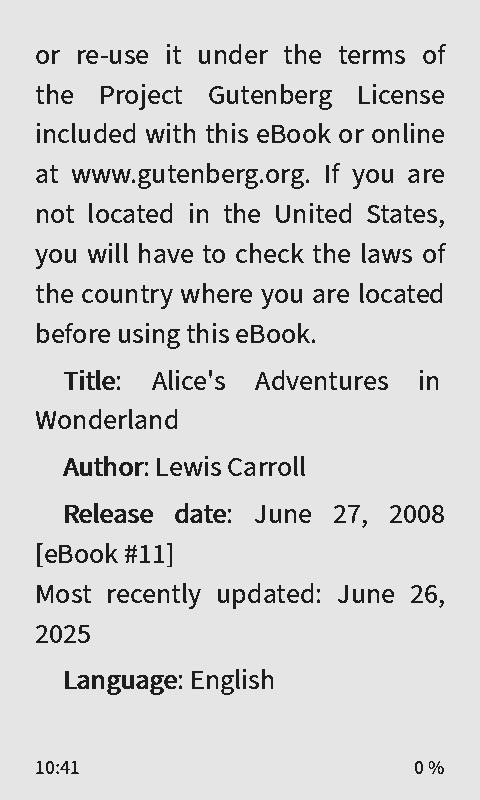 or re-use it under the terms of
the Project Gutenberg License
included with this eBook or online
at www.gutenberg.org. If you are
not located in the United States,
you will have to check the laws of
the country where you are located
before using this eBook.
Title: Alice's Adventures in
Wonderland
Author: Lewis Carroll
Release date: June 27, 2008
[eBook #11]
Most recently updated: June 26,
2025
Language: English
10:41 0 %